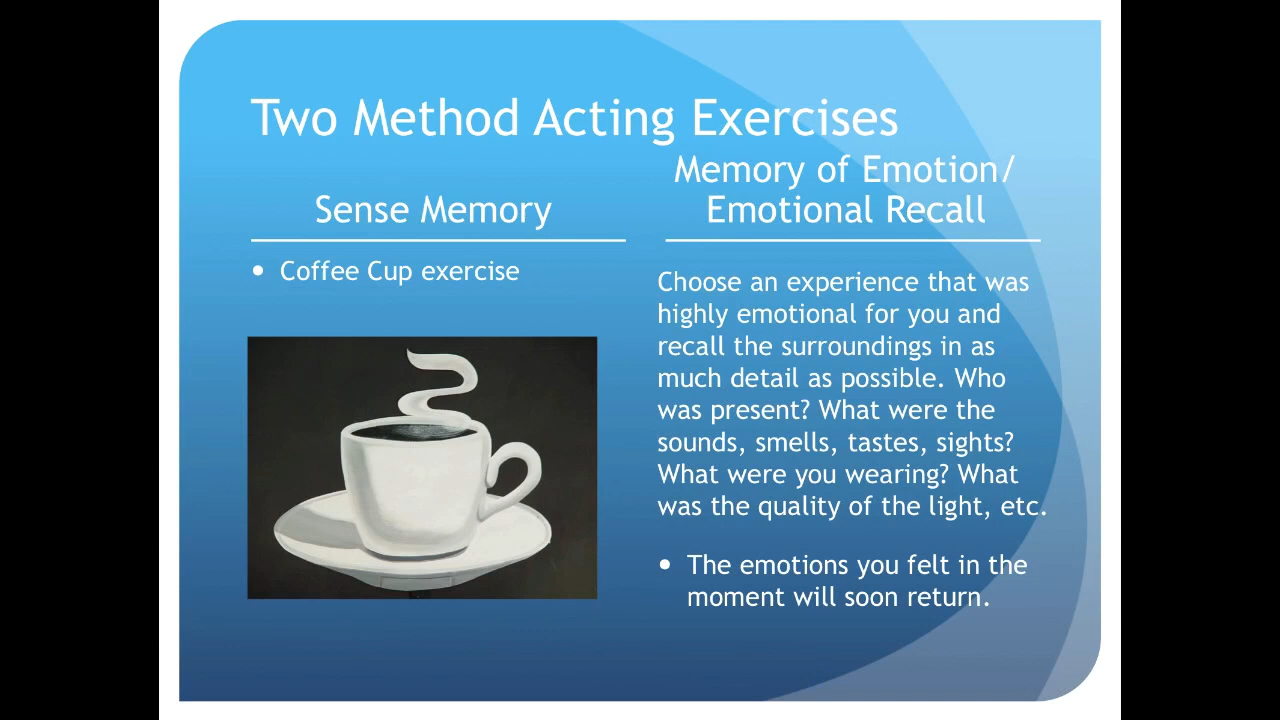 Two Method Acting Exercises
Sense Memory
• Coffee Cup exercise
Memory of Emotion/
Emotional Recall
Choose an experience that was
highly emotional for you and
recall the surroundings in as
much detail as possible. Who
was present? What were the
sounds, smells, tastes, sights?
What were you wearing? What
was the quality of the light, etc.
• The emotions you felt in the
moment will soon return.